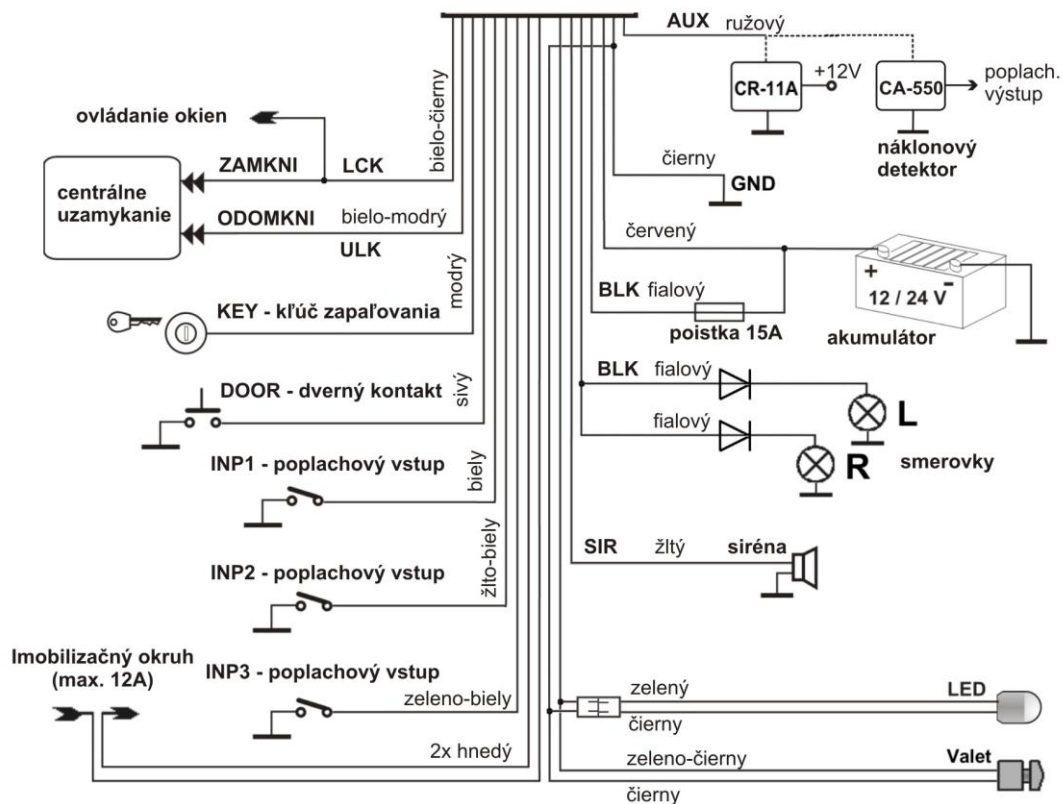 AUX ružový
+12V
CR-11A
CA-550
poplach.
výstup
náklonový
detektor
ovládanie okien
bielo-čierny
ZAMKNI LCK
centrálne
uzamykanie
ODOMKNI bielo-modrý
ULK
čierny
GND
červený
modrý
KEY - kľúč zapaľovania
BLK fialový
poistka 15A
+ -
12 / 24 V
akumulátor
DOOR - dverný kontakt
sivý
BLK fialový
L
fialový
R
smerovky
INP1 - poplachový vstup
biely
SIR žltý siréna
INP2 - poplachový vstup
žlto-biely
Imobilizačný okruh
(max. 12A)
INP3 - poplachový vstup
zeleno-biely
2x hnedý
zelený LED
čierny
zeleno-čierny Valet
čierny